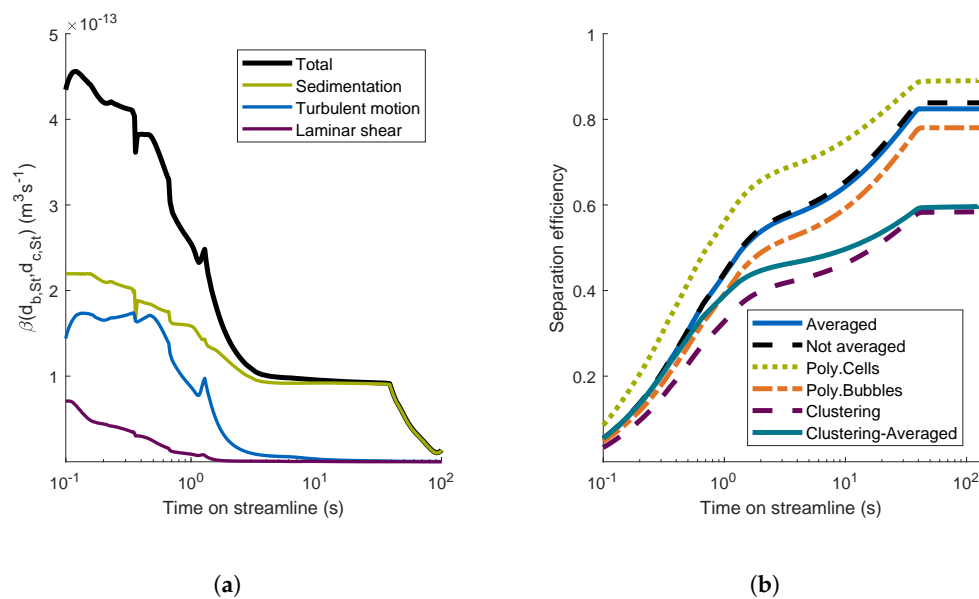 ×10-13
5
4
3
2
1
β(db,St,dc,St) (m3s-1)
Total
Sedimentation
Turbulent motion
Laminar shear
10-1
100
101
102
Time on streamline (s)
(a)
1
0.8
0.6
0.4
0.2
Separation efficiency
Averaged
Not averaged
Poly.Cells
Poly.Bubbles
Clustering
Clustering-Averaged
10-1
100
101
102
Time on streamline (s)
(b)